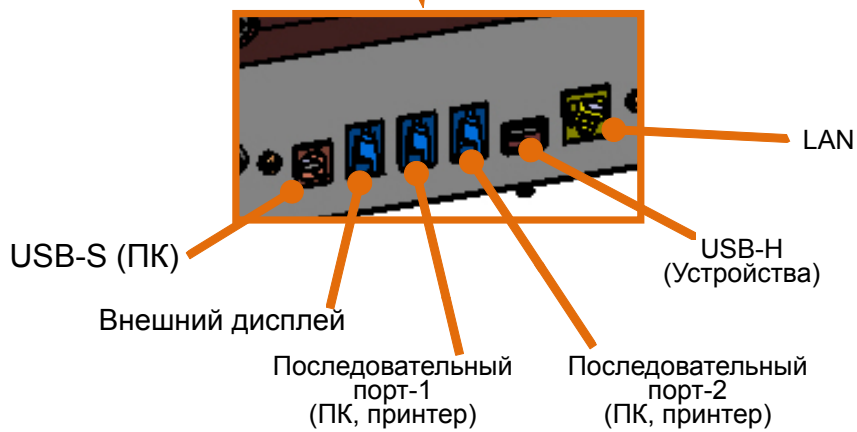 LAN
USB-S (ПК)
USB-H
(Устройства)
Внешний дисплей
Последовательный
порт-1
(ПК, принтер)
Последовательный
порт-2
(ПК, принтер)